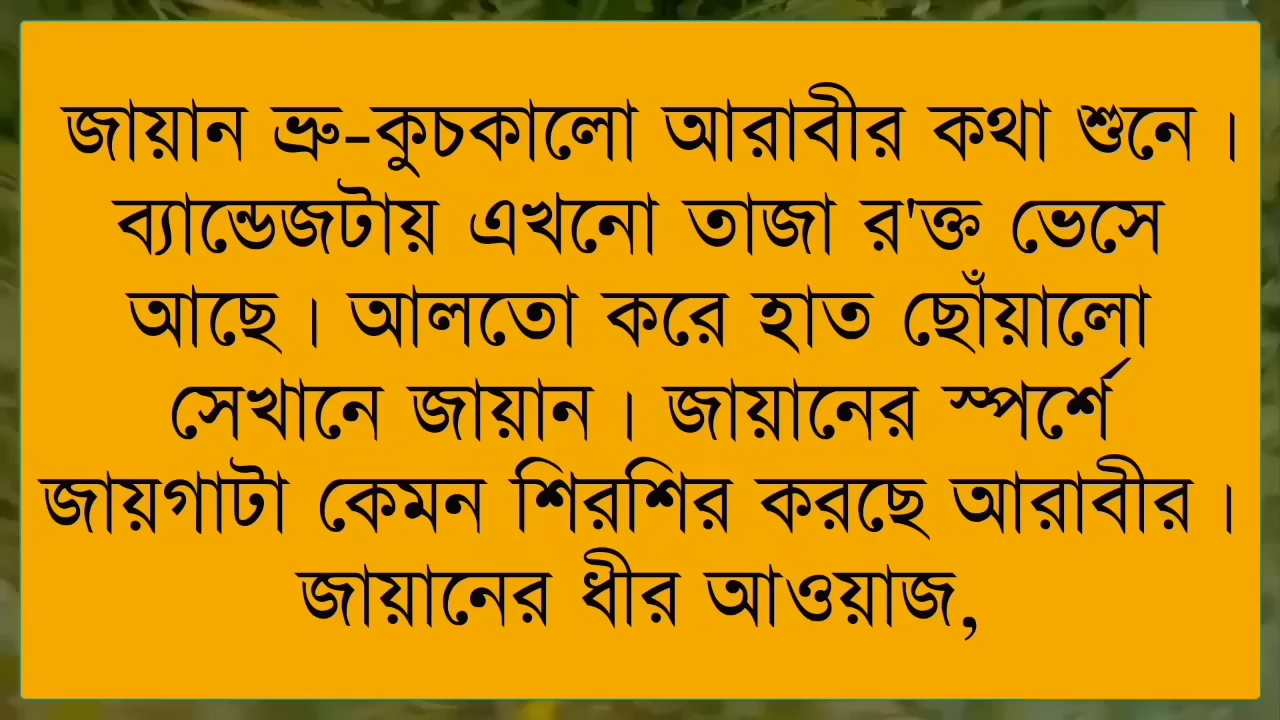 জায়ান ভ্রু-কুচকালো আরাবীর কথা শুনে।
ব্যান্ডেজটায় এখনো তাজা র'ক্ত ভেসে
আছে। আলতো করে হাত ছোঁয়ালো
সেখানে জায়ান। জায়ানের স্পর্শে
জায়গাটা কেমন শিরশির করছে আরাবীর।
জায়ানের ধীর আওয়াজ,